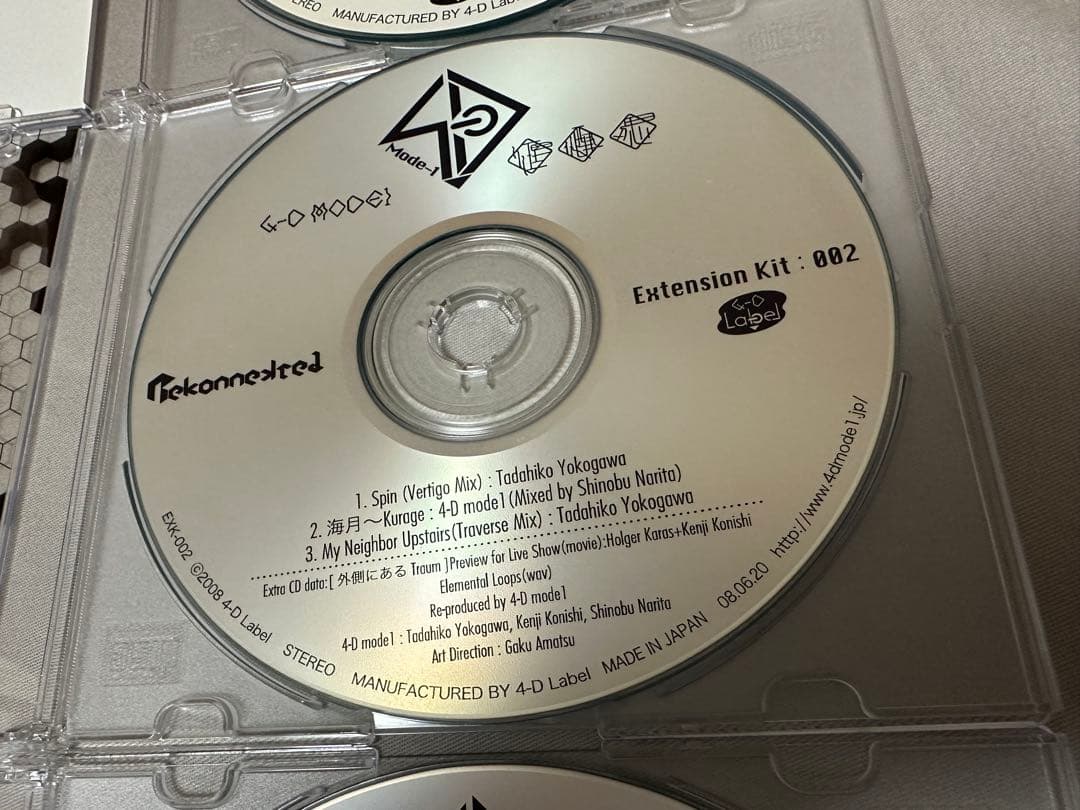 EREO MANUFACTURED BY 4-D Label
Mode-1
4-D MODE1
Extension Kit : 002
4-D
Label
Rekonnekted
1. Spin (Vertigo Mix) : Tadahiko Yokogawa
2. 海月〜Kurage : 4-D mode1 (Mixed by Shinobu Narita)
3. My Neighbor Upstairs(Traverse Mix) : Tadahiko Yokogawa
Extra CD data:[ 外側にある Traum ]Preview for Live Show(movie):Holger Karas+Kenji Konishi
Elemental Loops(wav)
Re-produced by 4-D mode1
4-D mode1 : Tadahiko Yokogawa, Kenji Konishi, Shinobu Narita
Art Direction : Gaku Amatsu
EXK-002 ©2008 4-D Label STEREO MANUFACTURED BY 4-D Label MADE IN JAPAN 08.06.20 http://www.4dmode1.jp/